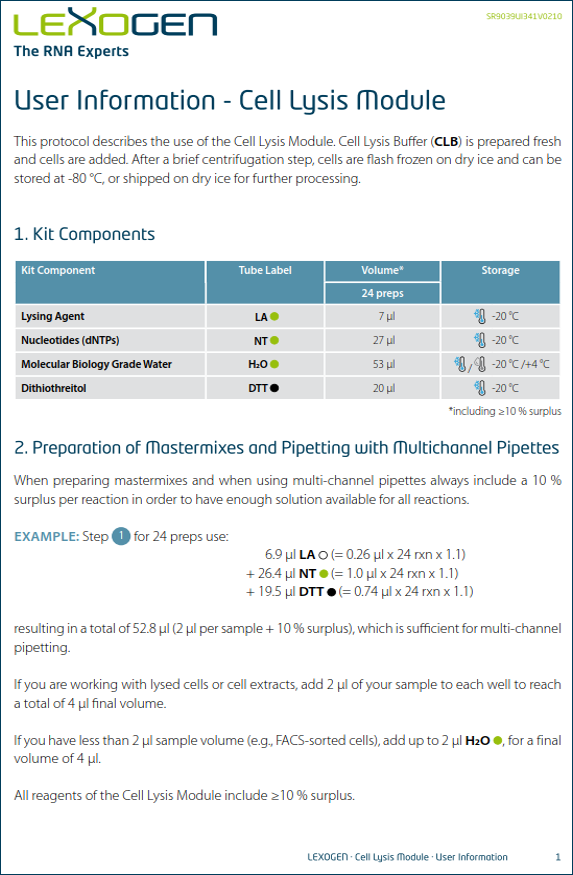 LEXOGEN
The RNA Experts
SR9039UI341V0210
User Information - Cell Lysis Module
This protocol describes the use of the Cell Lysis Module. Cell Lysis Buffer (CLB) is prepared fresh
and cells are added. After a brief centrifugation step, cells are flash frozen on dry ice and can be
stored at -80 °C, or shipped on dry ice for further processing.
1. Kit Components
Kit Component Tube Label Volume* Storage
24 preps
Lysing Agent LA 7 µl -20 °C
Nucleotides (dNTPs) NT 27 µl -20 °C
Molecular Biology Grade Water H₂O 53 µl / -20 °C /+4 °C
Dithiothreitol DTT 20 µl -20 °C
*including ≥10 % surplus
2. Preparation of Mastermixes and Pipetting with Multichannel Pipettes
When preparing mastermixes and when using multi-channel pipettes always include a 10 %
surplus per reaction in order to have enough solution available for all reactions.
EXAMPLE: Step 1 for 24 preps use:
6.9 µl LA ○ (= 0.26 µl x 24 rxn x 1.1)
+ 26.4 µl NT ● (= 1.0 µl x 24 rxn x 1.1)
+ 19.5 µl DTT ● (= 0.74 µl x 24 rxn x 1.1)
resulting in a total of 52.8 µl (2 µl per sample + 10 % surplus), which is sufficient for multi-channel
pipetting.
If you are working with lysed cells or cell extracts, add 2 µl of your sample to each well to reach
a total of 4 µl final volume.
If you have less than 2 µl sample volume (e.g., FACS-sorted cells), add up to 2 µl H₂O ●, for a final
volume of 4 µl.
All reagents of the Cell Lysis Module include ≥10 % surplus.
LEXOGEN · Cell Lysis Module · User Information 1